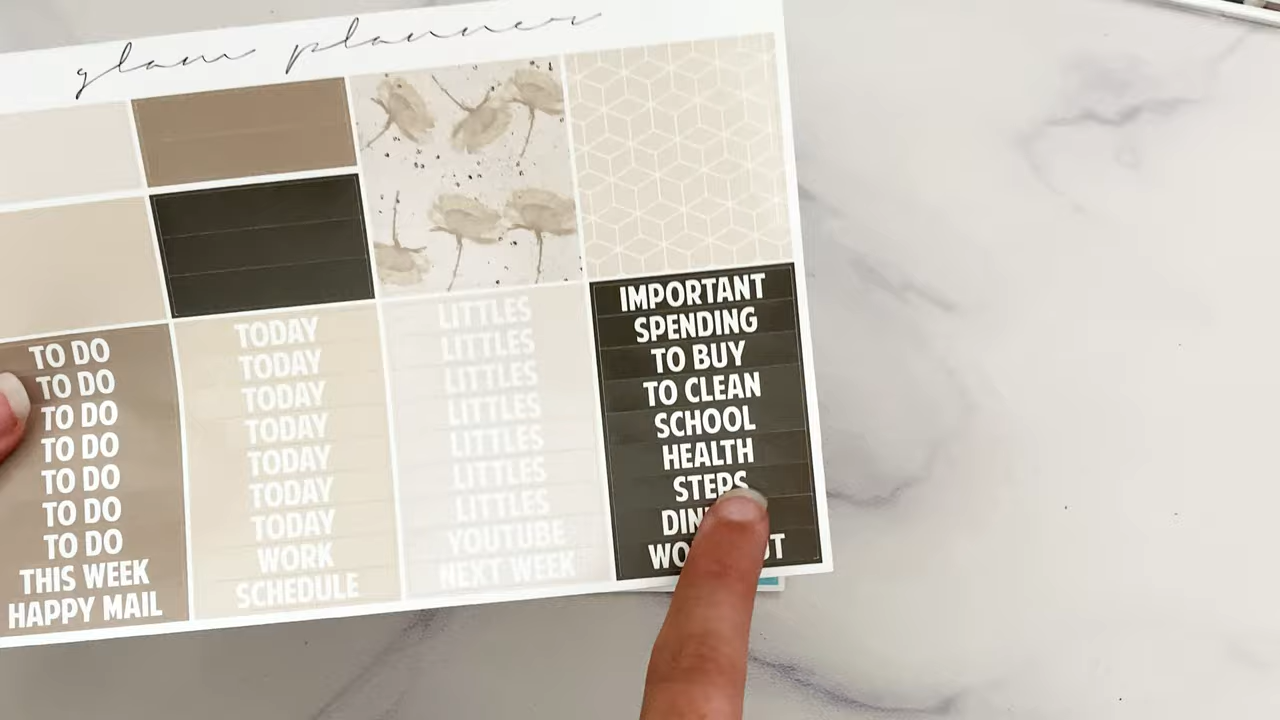 glam planner
TO DO
TO DO
TO DO
TO DO
TO DO
TO DO
TO DO
THIS WEEK
HAPPY MAIL
TODAY
TODAY
TODAY
TODAY
TODAY
TODAY
TODAY
WORK
SCHEDULE
LITTLES
LITTLES
LITTLES
LITTLES
LITTLES
LITTLES
LITTLES
YOUTUBE
NEXT WEEK
IMPORTANT
SPENDING
TO BUY
TO CLEAN
SCHOOL
HEALTH
STEPS